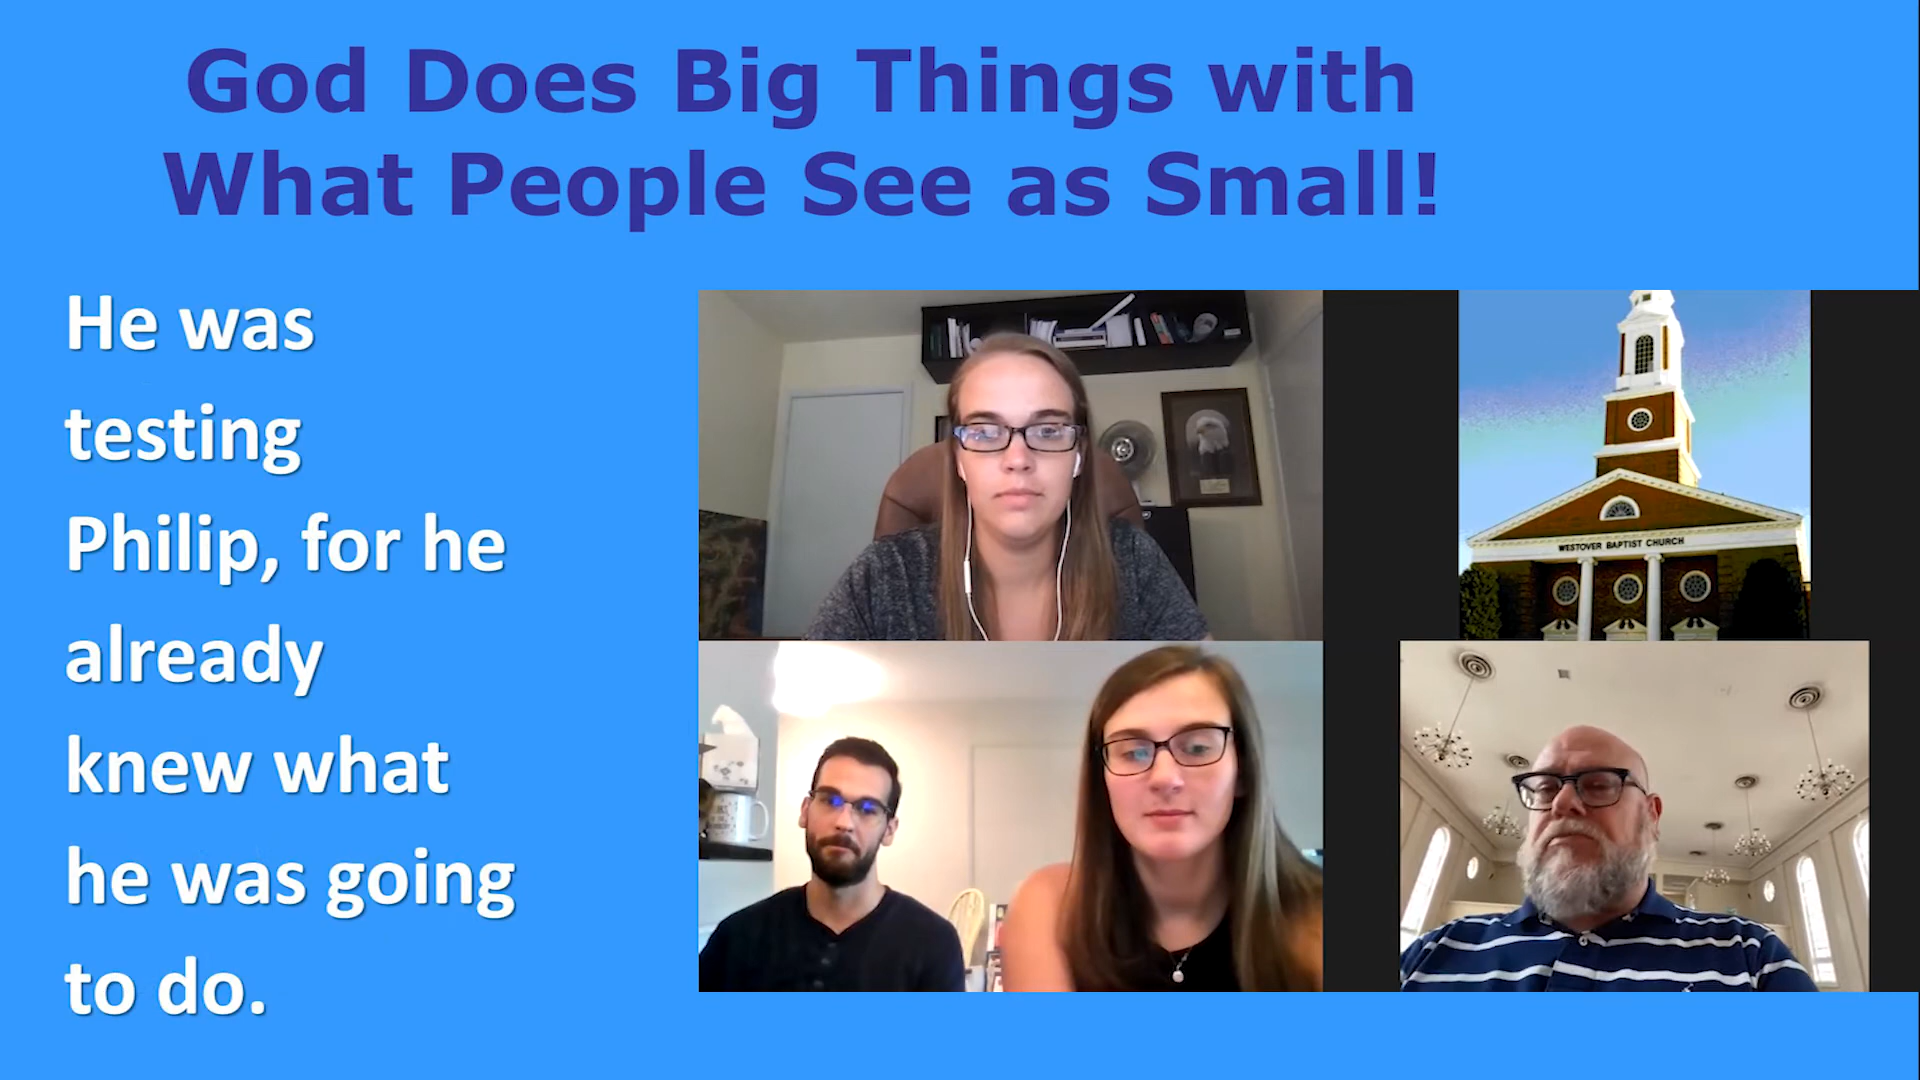 God Does Big Things with
What People See as Small!
He was
testing
Philip, for he
already
knew what
he was going
to do.
WESTOVER BAPTIST CHURCH